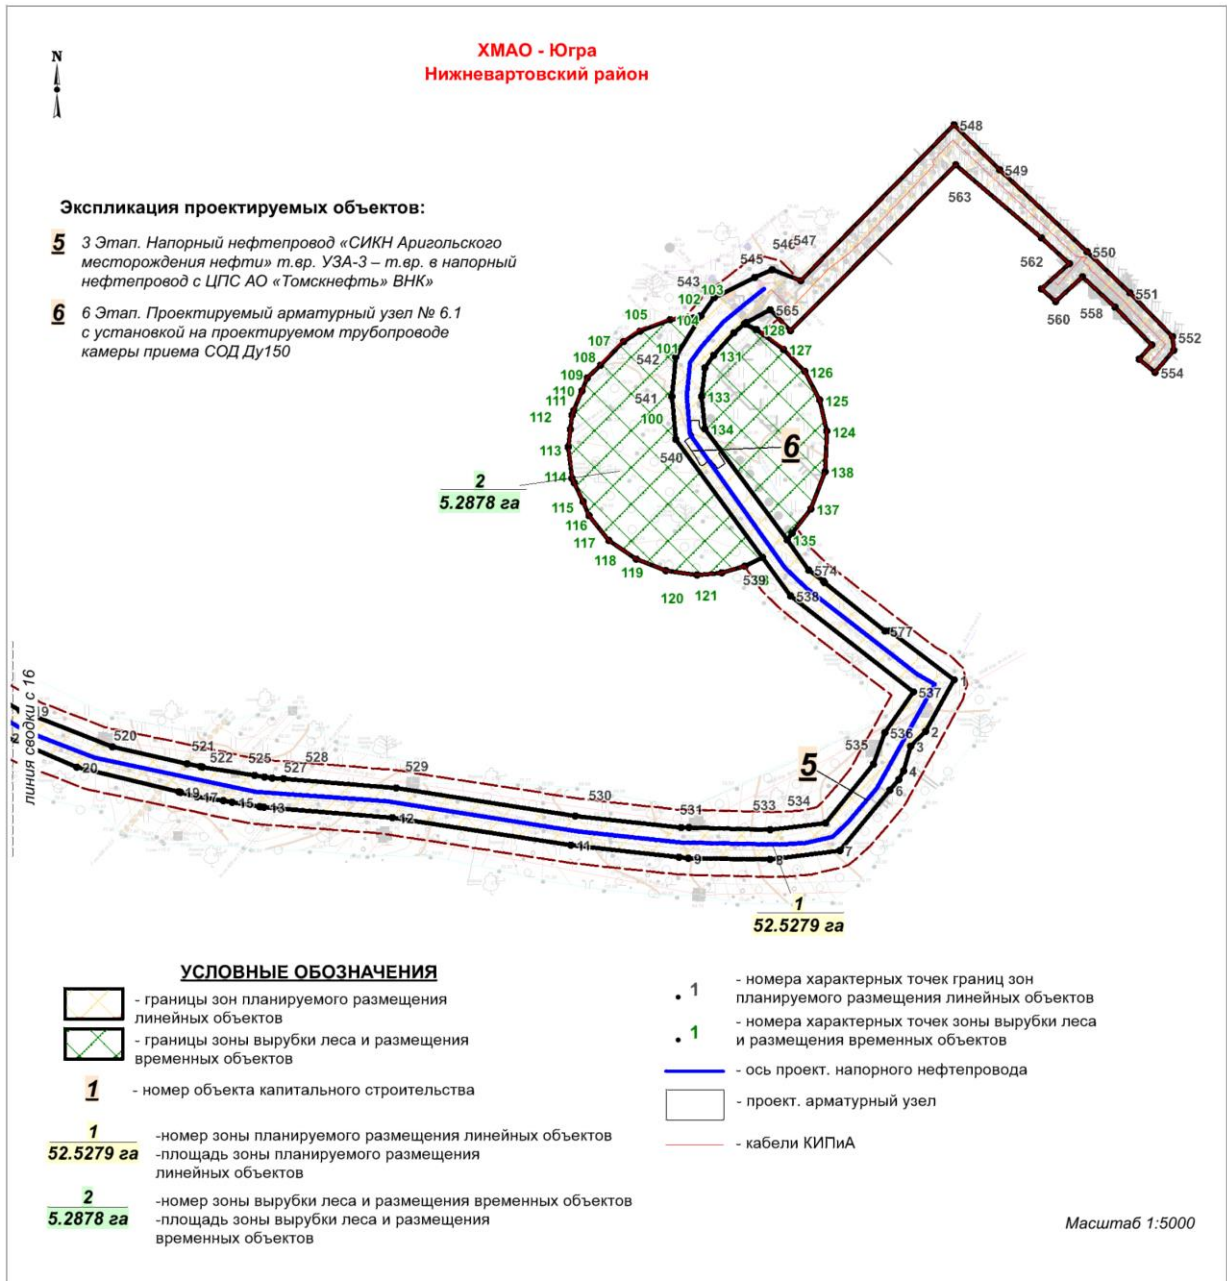 ХМАО - Югра
Нижневартовский район
N
Экспликация проектируемых объектов:
5 3 Этап. Напорный нефтепровод «СИКН Аригольского
месторождения нефти» т.вр. УЗА-3 – т.вр. в напорный
нефтепровод с ЦПС АО «Томскнефть» ВНК»
6 6 Этап. Проектируемый арматурный узел № 6.1
с установкой на проектируемом трубопроводе
камеры приема СОД Ду150
548
549
563
550
562
551
560
558
552
554
547
546
545
543
103
102
104
105
565
128
107
542
101
131
127
108
126
109
110
541
133
125
111
112
100
134
124
113
540
6
138
2
5.2878 га
114
115
137
116
117
135
118
119
539
574
120
121
538
577
1
537
линия сводки с 16
2
536
3
535
520
521
522
525
527
528
529
5
4
6
20
19
17
15
13
530
531
533
534
12
11
9
8
7
1
52.5279 га
УСЛОВНЫЕ ОБОЗНАЧЕНИЯ
- границы зон планируемого размещения
линейных объектов
- границы зоны вырубки леса и размещения
временных объектов
1 - номер объекта капитального строительства
1
52.5279 га
-номер зоны планируемого размещения линейных объектов
-площадь зоны планируемого размещения
линейных объектов
2
5.2878 га
-номер зоны вырубки леса и размещения временных объектов
-площадь зоны вырубки леса и размещения
временных объектов
1 - номера характерных точек границ зон
планируемого размещения линейных объектов
1 - номера характерных точек зоны вырубки леса
и размещения временных объектов
- ось проект. напорного нефтепровода
- проект. арматурный узел
- кабели КИПиА
Масштаб 1:5000